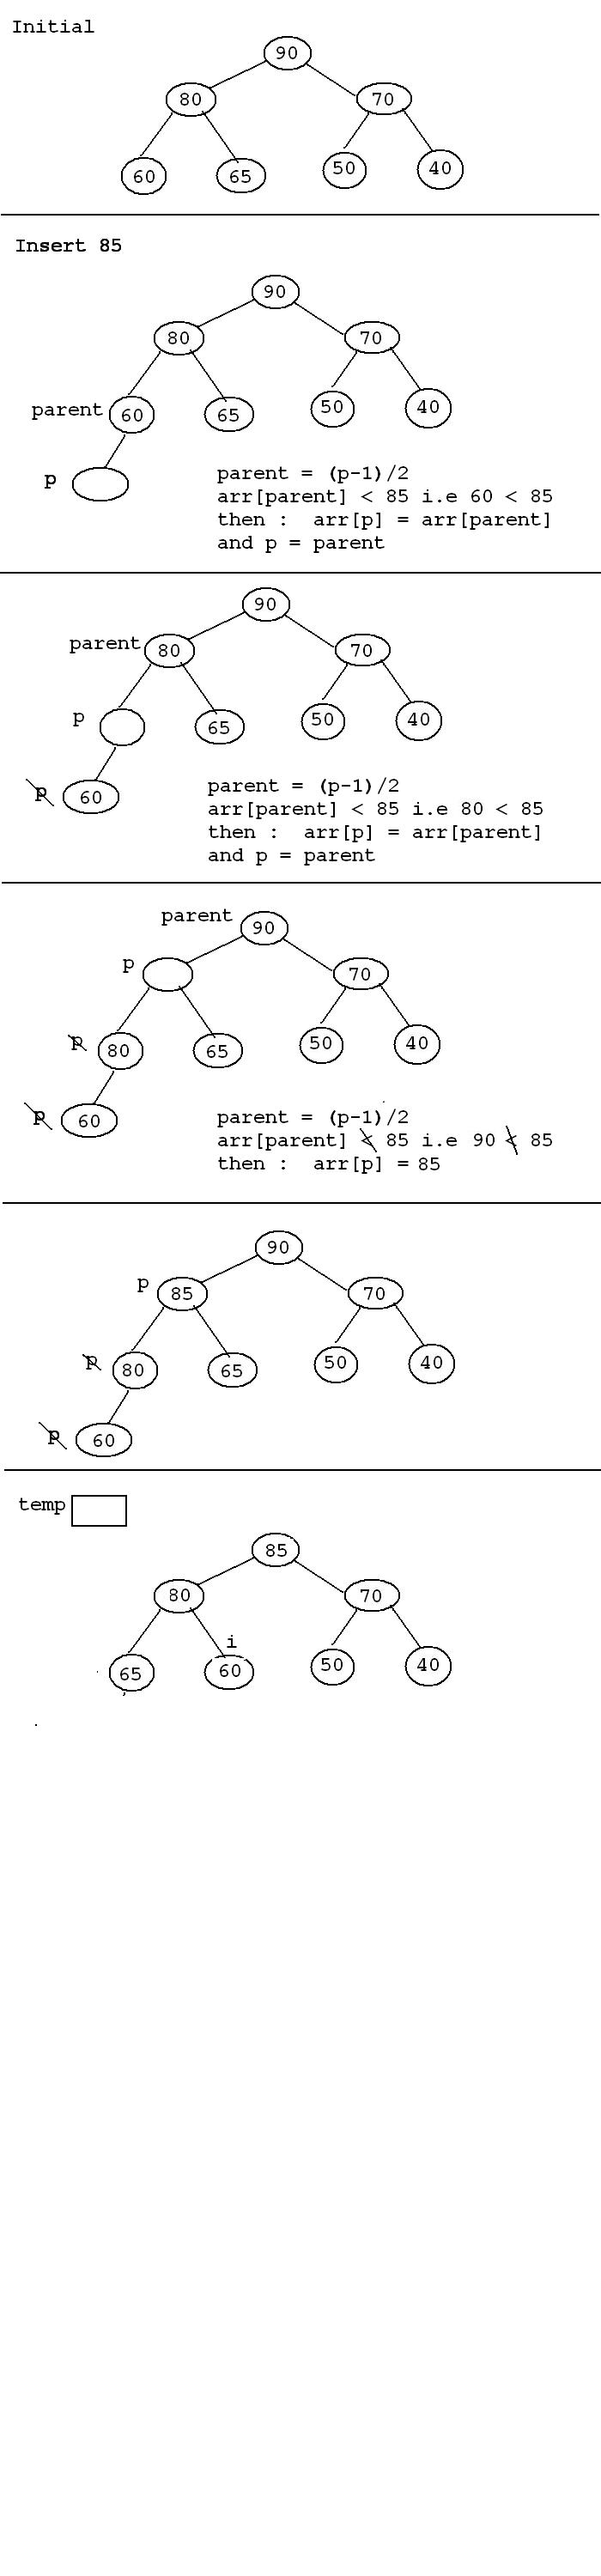 Initial
90
80 70
60 65 50 40
Insert 85
90
80 70
parent 60 65 50 40
p
parent = (p-1)/2
arr[parent] < 85 i.e 60 < 85
then : arr[p] = arr[parent]
and p = parent
90
parent 80 70
p 65 50 40
p 60
parent = (p-1)/2
arr[parent] < 85 i.e 80 < 85
then : arr[p] = arr[parent]
and p = parent
parent 90
p 70
p 80 65 50 40
p 60
parent = (p-1)/2
arr[parent] < 85 i.e 90 < 85
then : arr[p] = 85
90
p 85 70
p 80 65 50 40
p 60
temp
85
80 70
i
65 60 50 40